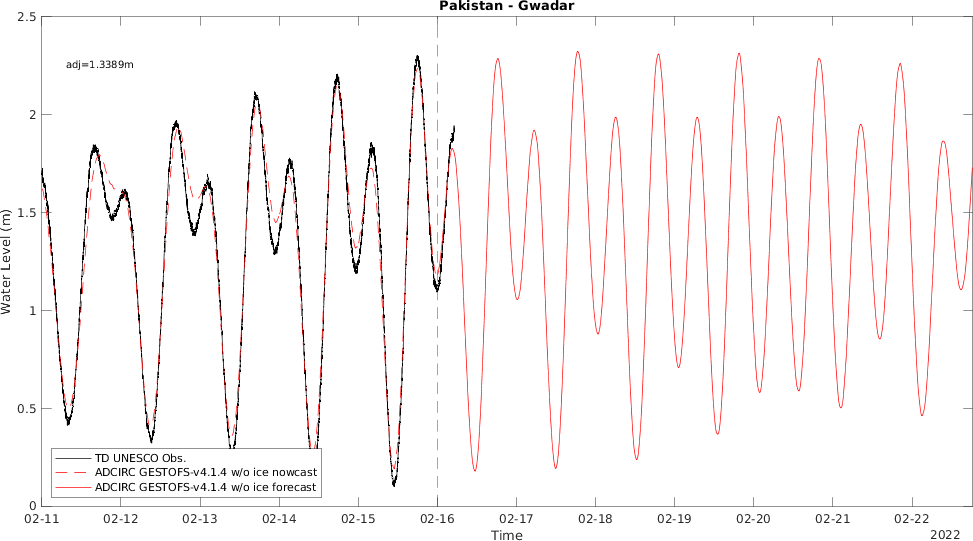 Pakistan - Gwadar
adj=1.3389m
2.5
2
1.5
1
0.5
0
Water Level (m)
TD UNESCO Obs.
ADCIRC GESTOFS-v4.1.4 w/o ice nowcast
ADCIRC GESTOFS-v4.1.4 w/o ice forecast
02-11 02-12 02-13 02-14 02-15 02-16 02-17 02-18 02-19 02-20 02-21 02-22
Time
2022